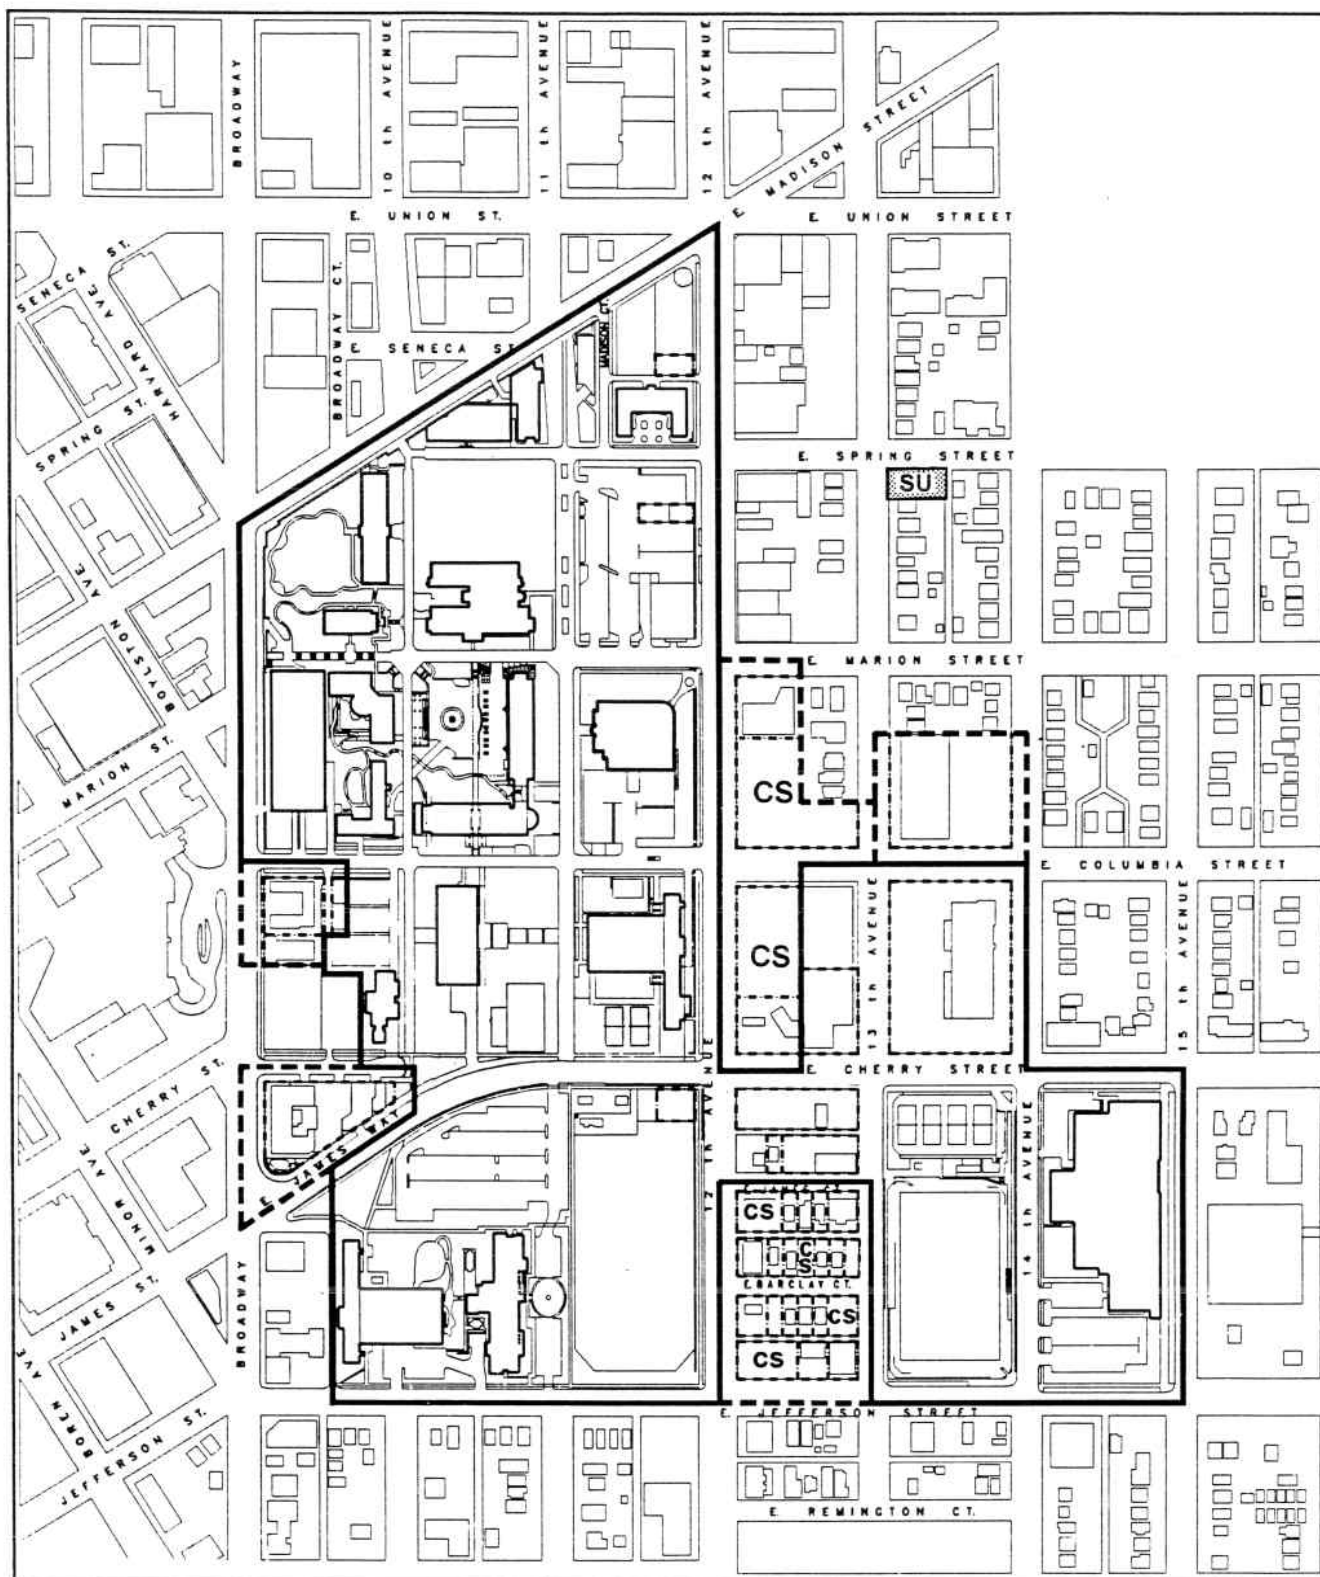 BROADWAY
10 th AVENUE
11 th AVENUE
12 th AVENUE
E. MADISON STREET
E. UNION ST.
E. UNION STREET
SENECA ST.
HARVARD AVE.
BROADWAY CT.
E. SENECA ST.
MADISON CT.
SPRING ST.
E. SPRING STREET
SU
BOYLSTON AVE.
E. MARION STREET
MARION ST.
CS
E. COLUMBIA STREET
CS
13 th AVENUE
15 th AVENUE
CHERRY ST.
E. CHERRY STREET
12 th AVENUE
E. JAMES WAY
MINOR AVE
14 th AVENUE
E. JAMES CT.
CS
CS
E. BARCLAY CT.
JAMES ST.
BROADWAY
CS
CS
BOREN AVE
E. JEFFERSON STREET
JEFFERSON ST.
E. REMINGTON CT.